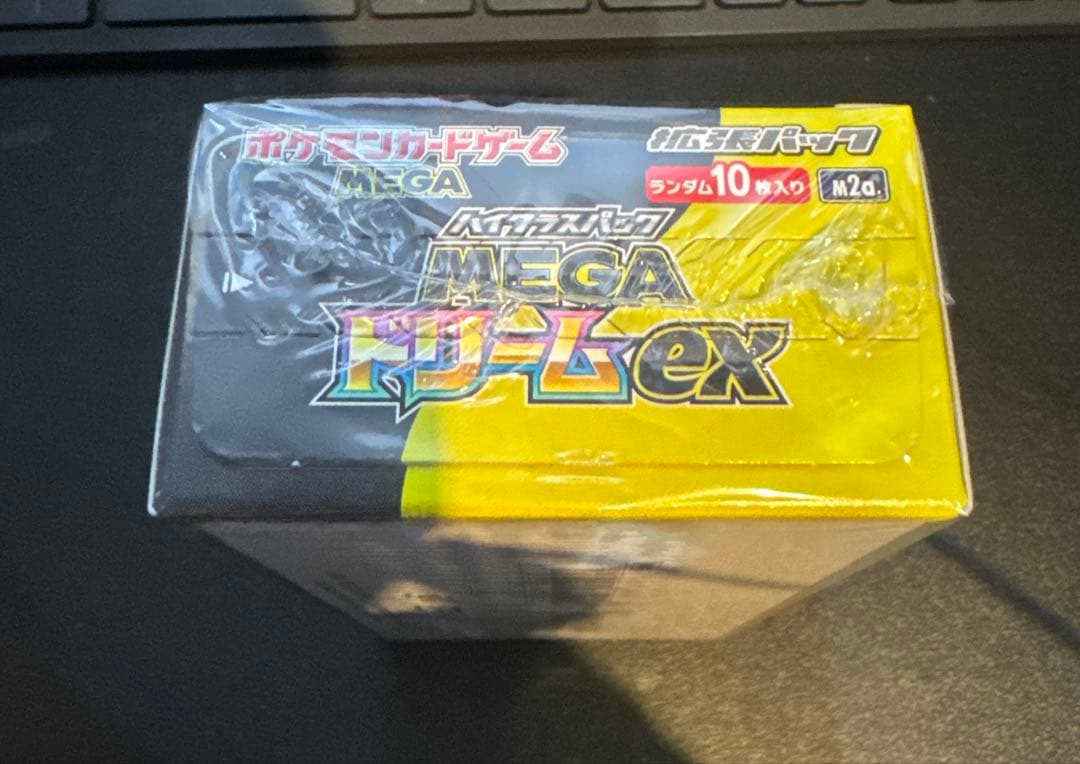 ポケモンカードゲーム
MEGA
拡張パック
ランダム10枚入り M2a
ハイクラスパック
MEGA
ドリームex